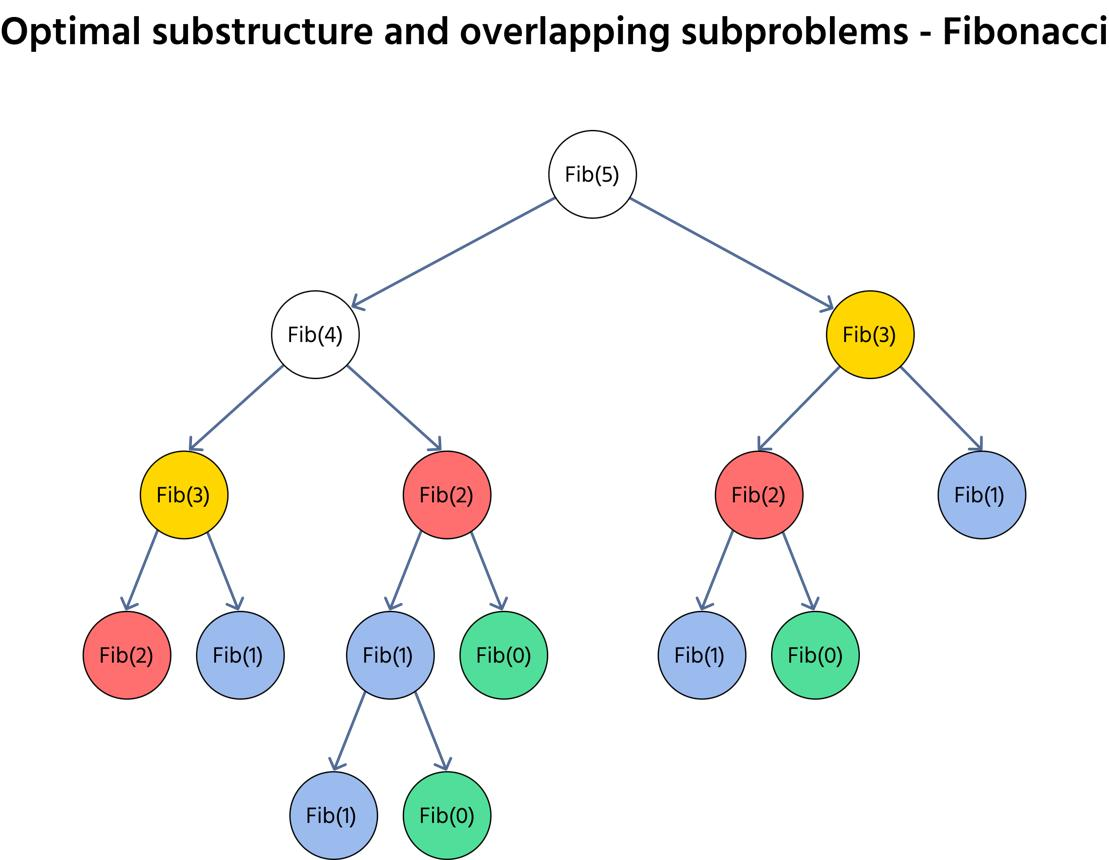 Optimal substructure and overlapping subproblems - Fibonacci
Fib(5)
Fib(4)
Fib(3)
Fib(3)
Fib(2)
Fib(2)
Fib(1)
Fib(2)
Fib(1)
Fib(1)
Fib(0)
Fib(1)
Fib(0)
Fib(1)
Fib(0)